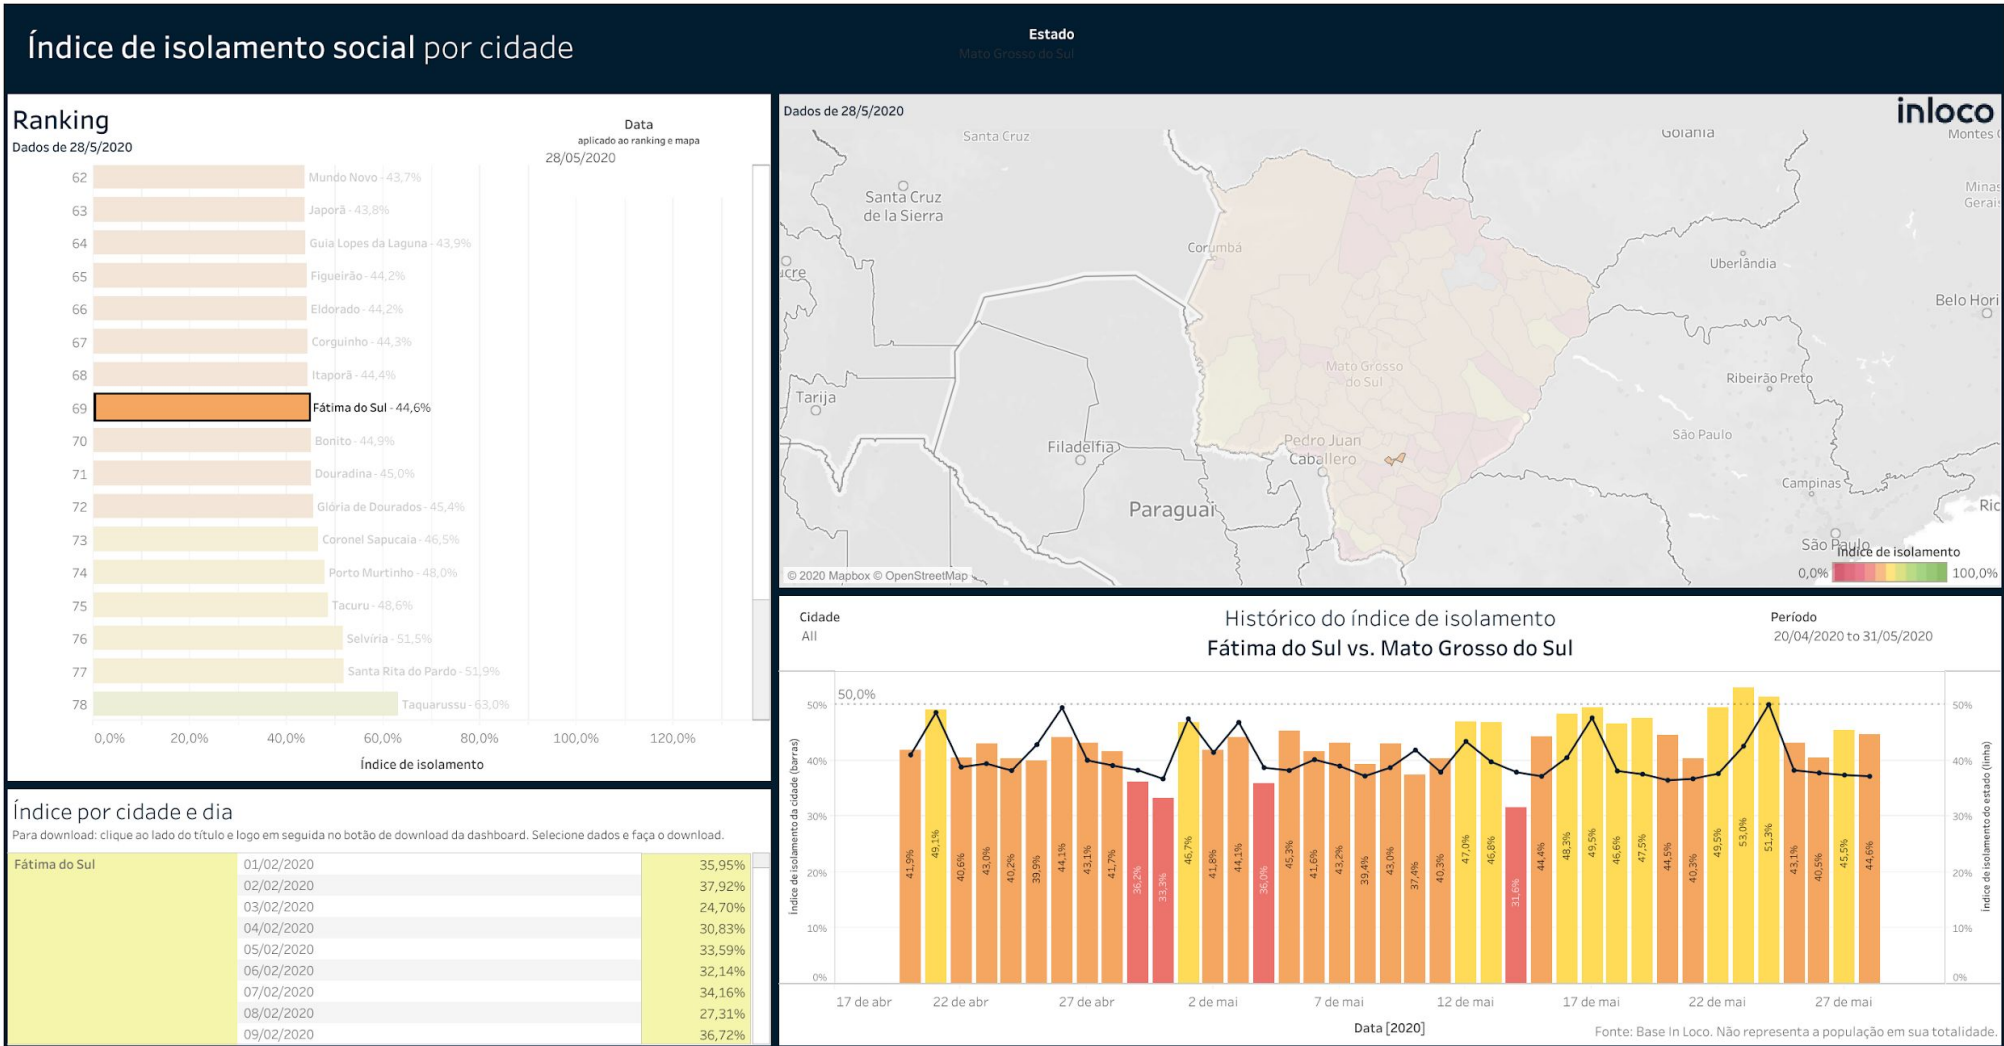 Índice de isolamento social por cidade
Estado
Mato Grosso do Sul
Ranking
Dados de 28/5/2020
Data
aplicado ao ranking e mapa
28/05/2020
62 Mundo Novo - 43,7%
63 Japorã - 43,8%
64 Guia Lopes da Laguna - 43,9%
65 Figueirão - 44,2%
66 Eldorado - 44,2%
67 Corguinho - 44,3%
68 Itaporã - 44,4%
69 Fátima do Sul - 44,6%
70 Bonito - 44,9%
71 Douradina - 45,0%
72 Glória de Dourados - 45,4%
73 Coronel Sapucaia - 46,5%
74 Porto Murtinho - 48,0%
75 Tacuru - 48,6%
76 Selvíria - 51,5%
77 Santa Rita do Pardo - 51,9%
78 Taquarussu - 63,0%
0,0% 20,0% 40,0% 60,0% 80,0% 100,0% 120,0%
Índice de isolamento
Índice por cidade e dia
Para download: clique ao lado do título e logo em seguida no botão de download da dashboard. Selecione dados e faça o download.
Fátima do Sul 01/02/2020 35,95%
02/02/2020 37,92%
03/02/2020 24,70%
04/02/2020 30,83%
05/02/2020 33,59%
06/02/2020 32,14%
07/02/2020 34,16%
08/02/2020 27,31%
09/02/2020 36,72%
Dados de 28/5/2020
inloco
Santa Cruz
Goiânia
Montes
Santa Cruz
de la Sierra
Minas
Gerais
Corumbá
ucre
Uberlândia
Belo Hori
Mato Grosso
do Sul
Ribeirão Preto
Tarija
São Paulo
Filadelfia
Pedro Juan
Caballero
Campinas
Paraguai
Ric
São Paulo
Índice de isolamento
0,0% 100,0%
© 2020 Mapbox © OpenStreetMap
Cidade
All
Histórico do índice de isolamento
Fátima do Sul vs. Mato Grosso do Sul
Período
20/04/2020 to 31/05/2020
50,0%
Índice de isolamento da cidade (barras)
50%
40%
30%
20%
10%
0%
41,9% 49,1% 40,6% 43,0% 40,2% 39,9% 44,1% 43,1% 41,7% 36,2% 33,3% 46,7% 41,8% 44,1% 36,0% 45,3% 41,6% 43,2% 39,4% 43,0% 37,4% 40,3% 47,0% 46,8% 31,6% 44,4% 48,3% 49,5% 46,6% 47,5% 44,5% 40,3% 49,5% 53,0% 51,3% 43,1% 40,5% 45,5% 44,6%
50%
40%
30%
20%
10%
0%
Índice de isolamento do estado (linha)
17 de abr 22 de abr 27 de abr 2 de mai 7 de mai 12 de mai 17 de mai 22 de mai 27 de mai
Data [2020]
Fonte: Base In Loco. Não representa a população em sua totalidade.